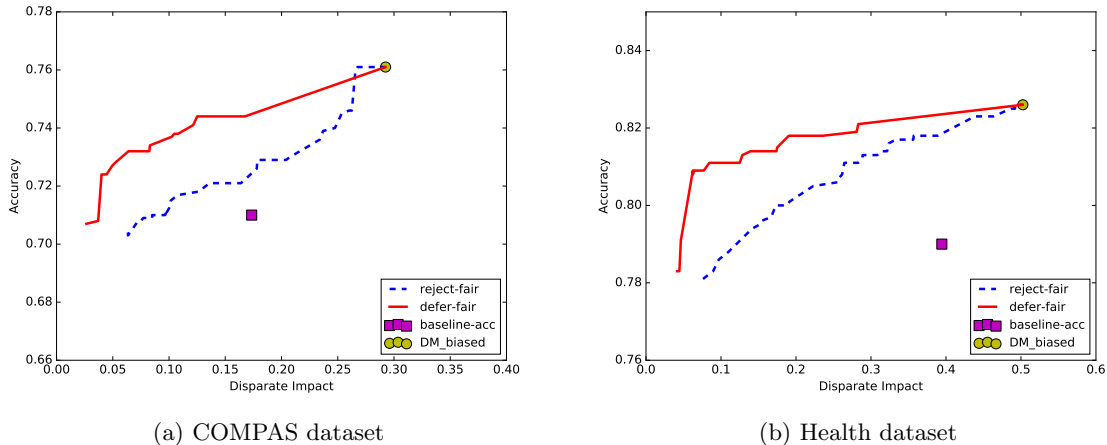 0.78
0.76
0.74
0.72
0.70
0.68
0.66
Accuracy
0.00 0.05 0.10 0.15 0.20 0.25 0.30 0.35 0.40
Disparate Impact
reject-fair
defer-fair
baseline-acc
DM_biased
(a) COMPAS dataset
0.84
0.82
0.80
0.78
0.76
Accuracy
0.0 0.1 0.2 0.3 0.4 0.5 0.6
Disparate Impact
reject-fair
defer-fair
baseline-acc
DM_biased
(b) Health dataset